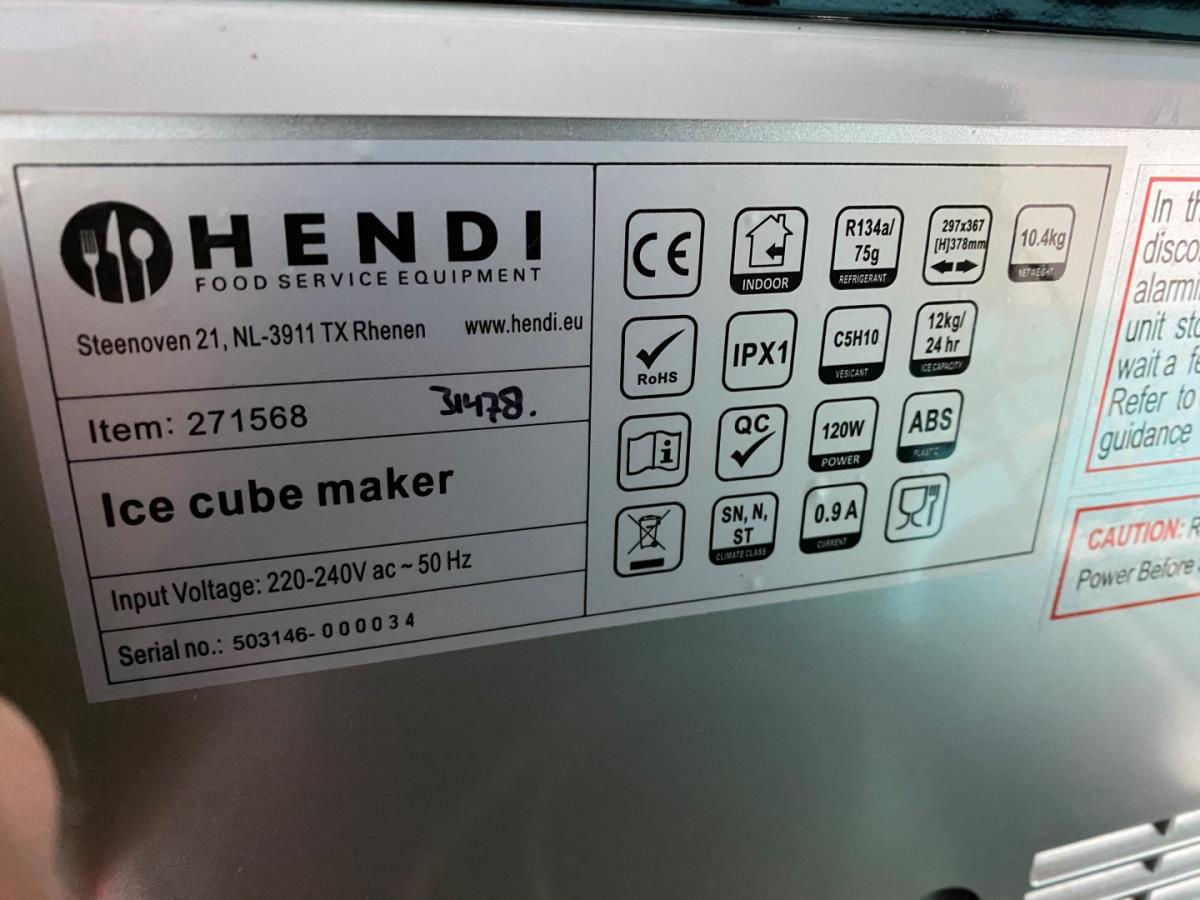 HENDI
FOOD SERVICE EQUIPMENT
Steenoven 21, NL-3911 TX Rhenen www.hendi.eu
Item: 271568 31478.
Ice cube maker
Input Voltage: 220-240V ac ~ 50 Hz
Serial no.: 503146-000034
CE
INDOOR
R134a/
75g
REFRIGERANT
297x367
[H]378mm
10.4kg
NET WEIGHT
RoHS
IPX1
C5H10
VESICANT
12kg/
24 hr
ICE CAPACITY
i
QC
120W
POWER
ABS
PLASTIC
SN, N,
ST
CLIMATE CLASS
0.9 A
CURRENT
In th
disco
alarmi
unit sto
wait a fe
Refer to
guidance
CAUTION: R
Power Before